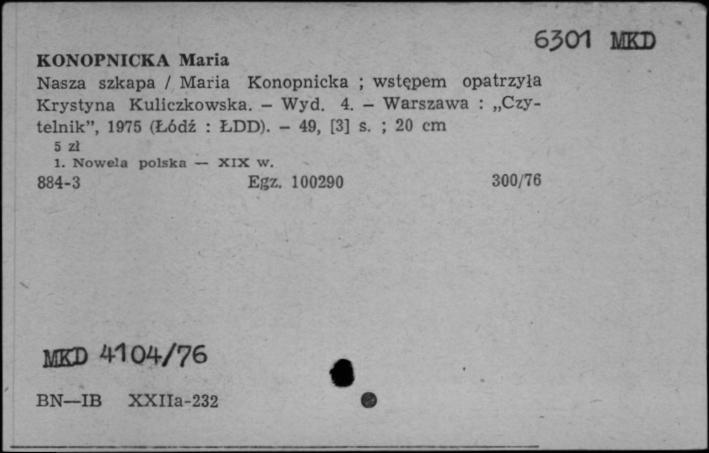 6301 MKD
KONOPNICKA Maria
Nasza szkapa / Maria Konopnicka ; wstępem opatrzyła
Krystyna Kuliczkowska. — Wyd. 4. — Warszawa : „Czy-
telnik”, 1975 (Łódź : ŁDD). — 49, [3] s. ; 20 cm
5 zł
1. Nowela polska — XIX w.
884-3 Egz. 100290 300/76
MKD 4104/76
BN—IB XXIIa-232